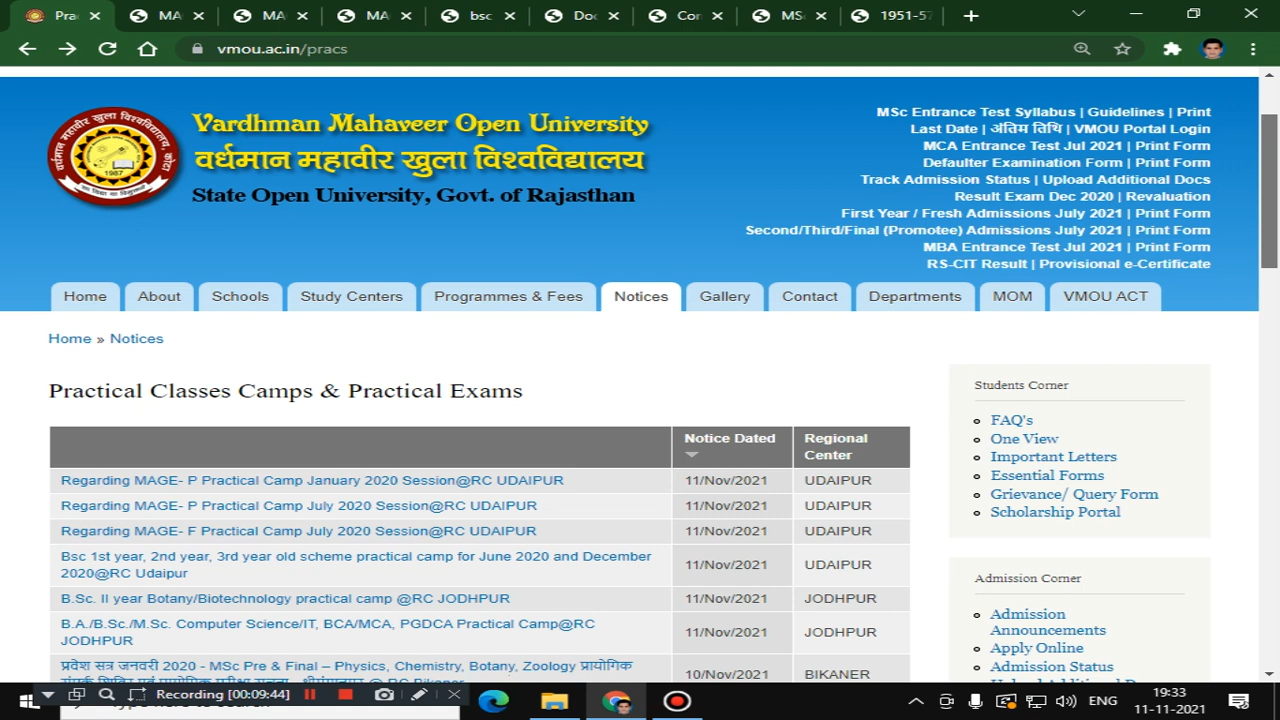 Pra
MA
MA
MA
bsc
Do
Cor
MS
1951-57
vmou.ac.in/pracs
1987
Vardhman Mahaveer Open University
वर्धमान महावीर खुला विश्वविद्यालय
State Open University, Govt. of Rajasthan
MSc Entrance Test Syllabus | Guidelines | Print
Last Date | अंतिम तिथि | VMOU Portal Login
MCA Entrance Test Jul 2021 | Print Form
Defaulter Examination Form | Print Form
Track Admission Status | Upload Additional Docs
Result Exam Dec 2020 | Revaluation
First Year / Fresh Admissions July 2021 | Print Form
Second/Third/Final (Promotee) Admissions July 2021 | Print Form
MBA Entrance Test Jul 2021 | Print Form
RS-CIT Result | Provisional e-Certificate
Home About Schools Study Centers Programmes & Fees Notices Gallery Contact Departments MOM VMOU ACT
Home » Notices
Practical Classes Camps & Practical Exams
Notice Dated
Regional Center
Regarding MAGE- P Practical Camp January 2020 Session@RC UDAIPUR 11/Nov/2021 UDAIPUR
Regarding MAGE- P Practical Camp July 2020 Session@RC UDAIPUR 11/Nov/2021 UDAIPUR
Regarding MAGE- F Practical Camp July 2020 Session@RC UDAIPUR 11/Nov/2021 UDAIPUR
Bsc 1st year, 2nd year, 3rd year old scheme practical camp for June 2020 and December
2020@RC Udaipur 11/Nov/2021 UDAIPUR
B.Sc. II year Botany/Biotechnology practical camp @RC JODHPUR 11/Nov/2021 JODHPUR
B.A./B.Sc./M.Sc. Computer Science/IT, BCA/MCA, PGDCA Practical Camp@RC
JODHPUR 11/Nov/2021 JODHPUR
प्रवेश सत्र जनवरी 2020 - MSc Pre & Final – Physics, Chemistry, Botany, Zoology प्रायोगिक 10/Nov/2021 BIKANER
Students Corner
FAQ's
One View
Important Letters
Essential Forms
Grievance/ Query Form
Scholarship Portal
Admission Corner
Admission
Announcements
Apply Online
Admission Status
Recording [00:09:44]
ENG
19:33
11-11-2021